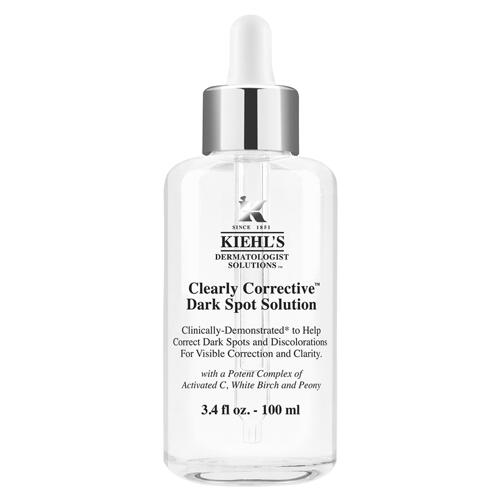 K
SINCE 1851
KIEHL'S
DERMATOLOGIST
SOLUTIONS™
Clearly Corrective™
Dark Spot Solution
Clinically-Demonstrated* to Help
Correct Dark Spots and Discolorations
For Visible Correction and Clarity.
with a Potent Complex of
Activated C, White Birch and Peony
3.4 fl oz. - 100 ml